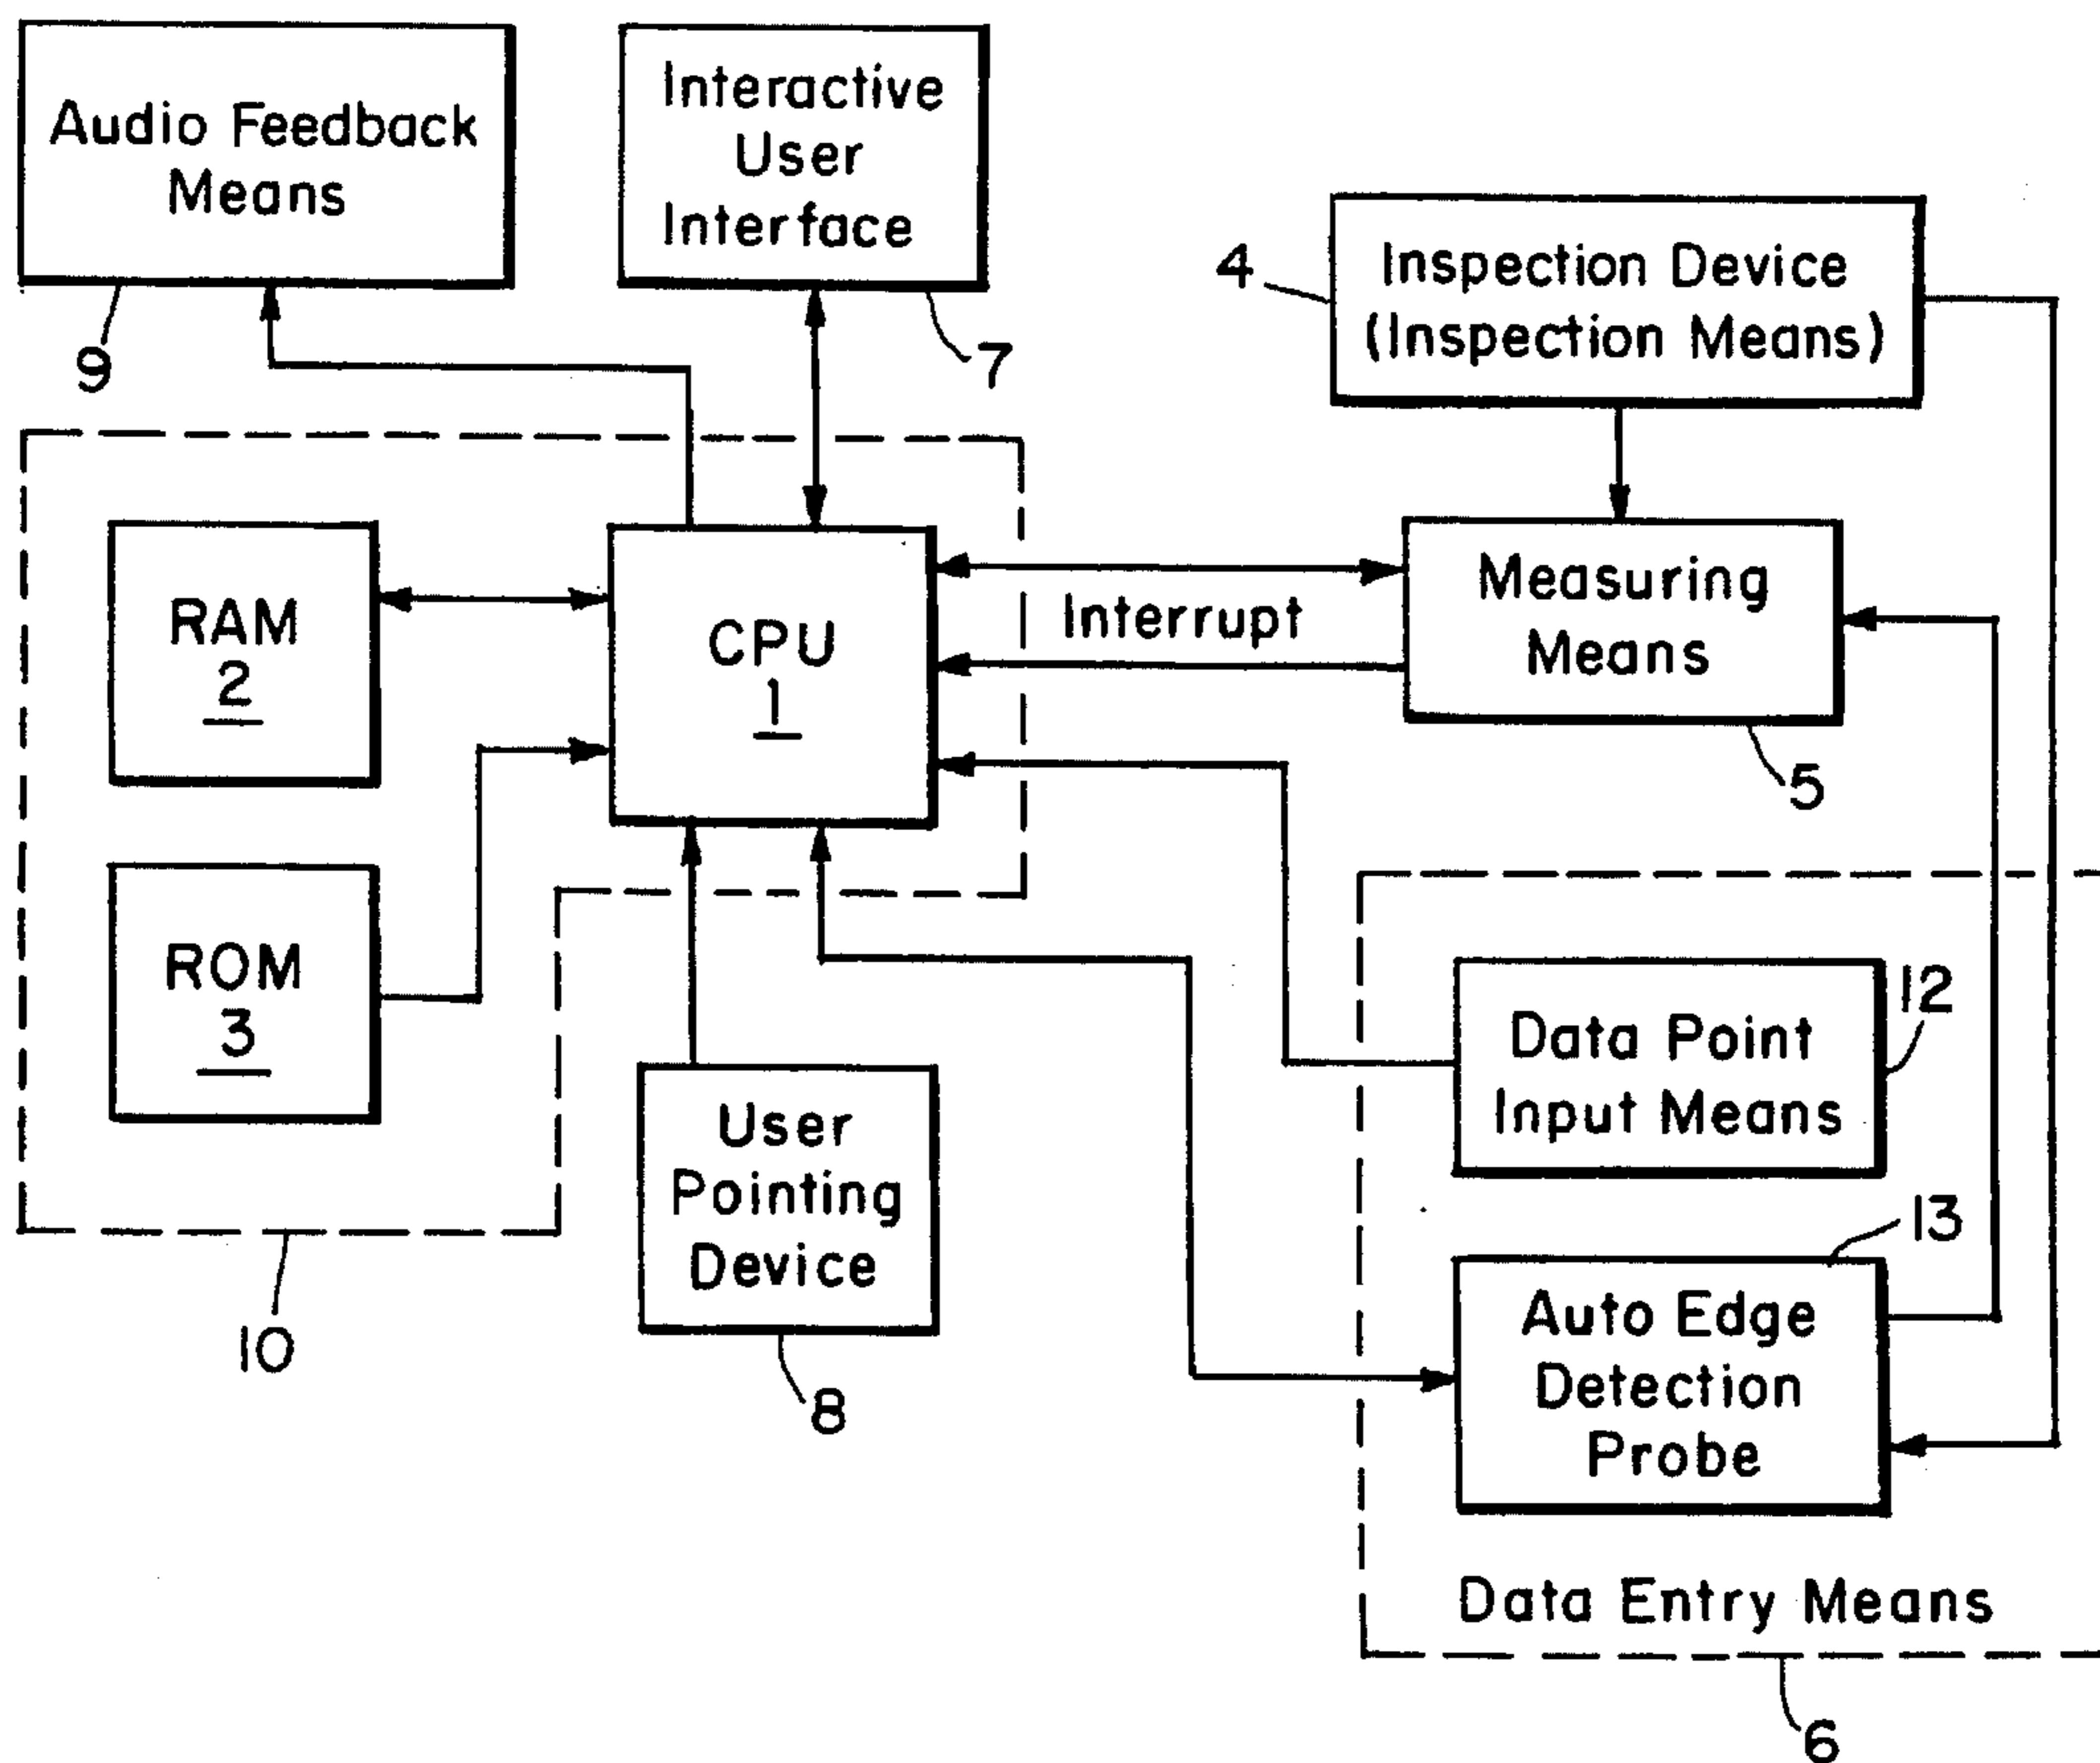 Audio Feedback
Means
9
Interactive
User
Interface
7
4
Inspection Device
(Inspection Means)
RAM
2
CPU
1
Interrupt
Measuring
Means
5
ROM
3
10
User
Pointing
Device
8
Data Point
Input Means
12
13
Auto Edge
Detection
Probe
Data Entry Means
6